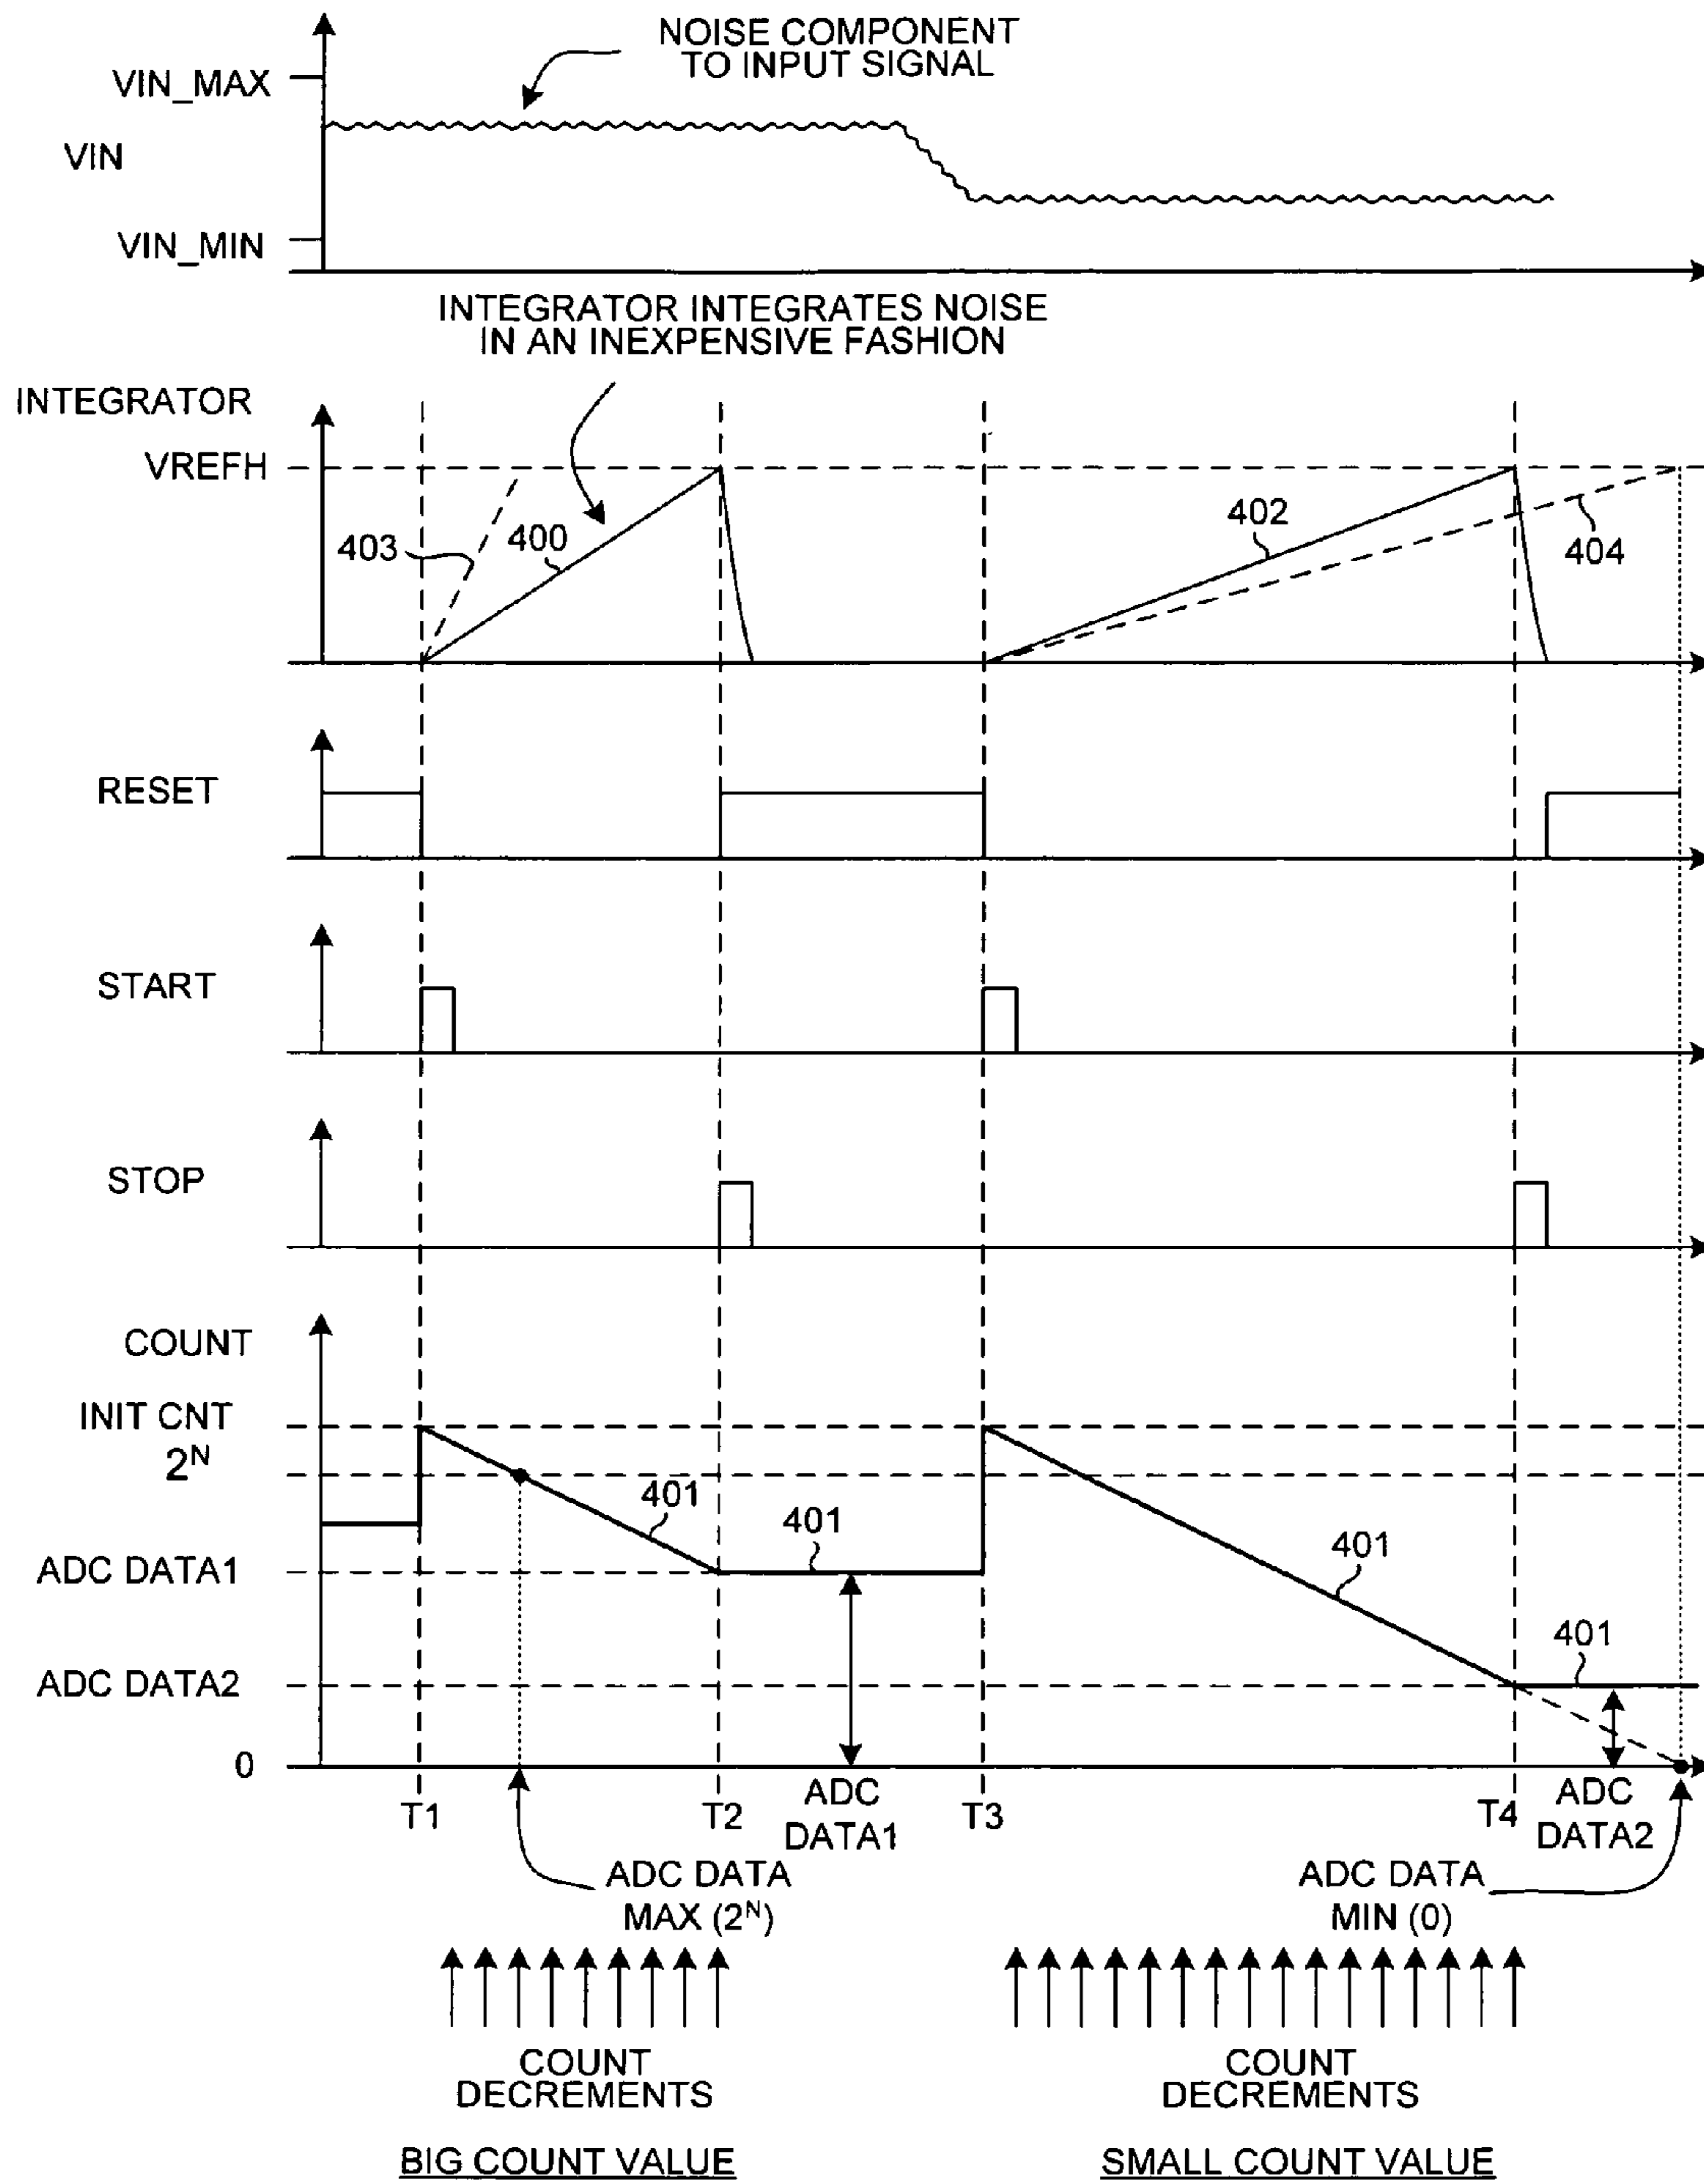 NOISE COMPONENT
TO INPUT SIGNAL
VIN_MAX
VIN
VIN_MIN
INTEGRATOR INTEGRATES NOISE
IN AN INEXPENSIVE FASHION
INTEGRATOR
VREFH
403
400
402
404
RESET
START
STOP
COUNT
INIT CNT
2^N
401
401
401
401
ADC DATA1
ADC DATA2
0
T1
T2
ADC
DATA1
T3
T4
ADC
DATA2
ADC DATA
MAX (2^N)
ADC DATA
MIN (0)
COUNT
DECREMENTS
COUNT
DECREMENTS
BIG COUNT VALUE
SMALL COUNT VALUE